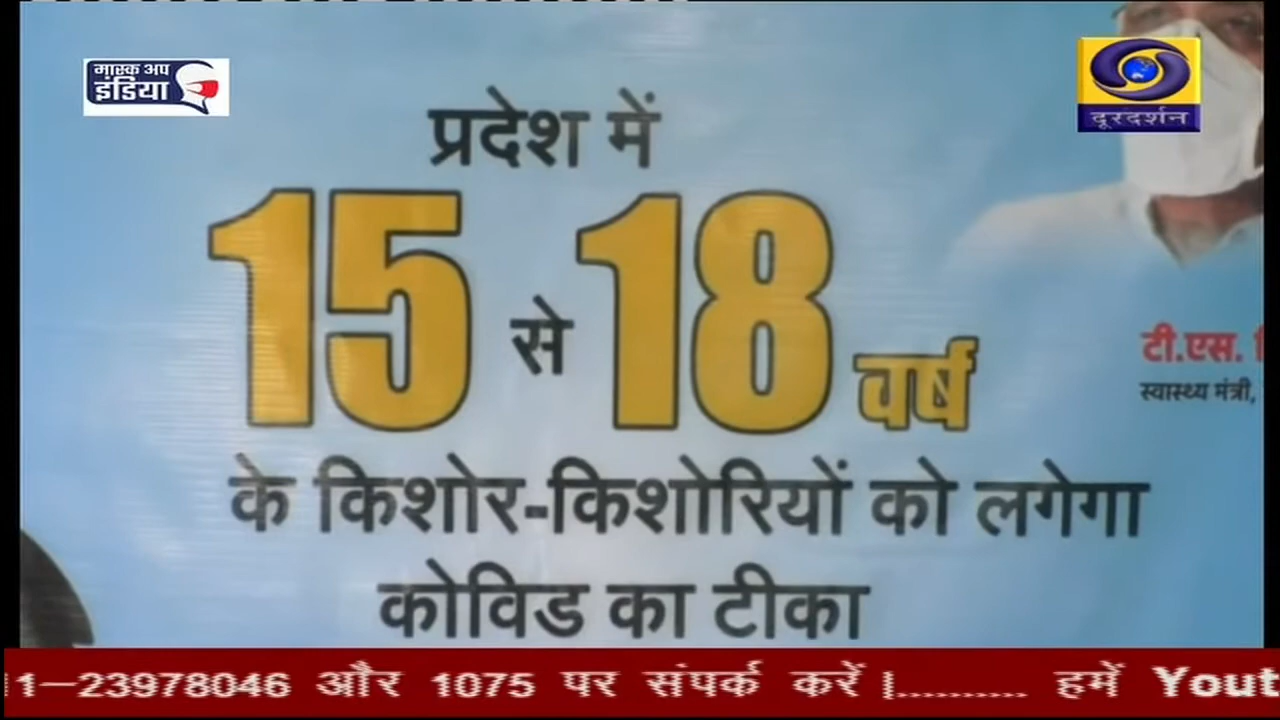 मास्क अप
इंडिया
दूरदर्शन
प्रदेश में
15 से 18 वर्ष
के किशोर-किशोरियों को लगेगा
कोविड का टीका
टी.एस.
स्वास्थ्य मंत्री,
1-23978046 और 1075 पर संपर्क करें |.......... हमें Yout